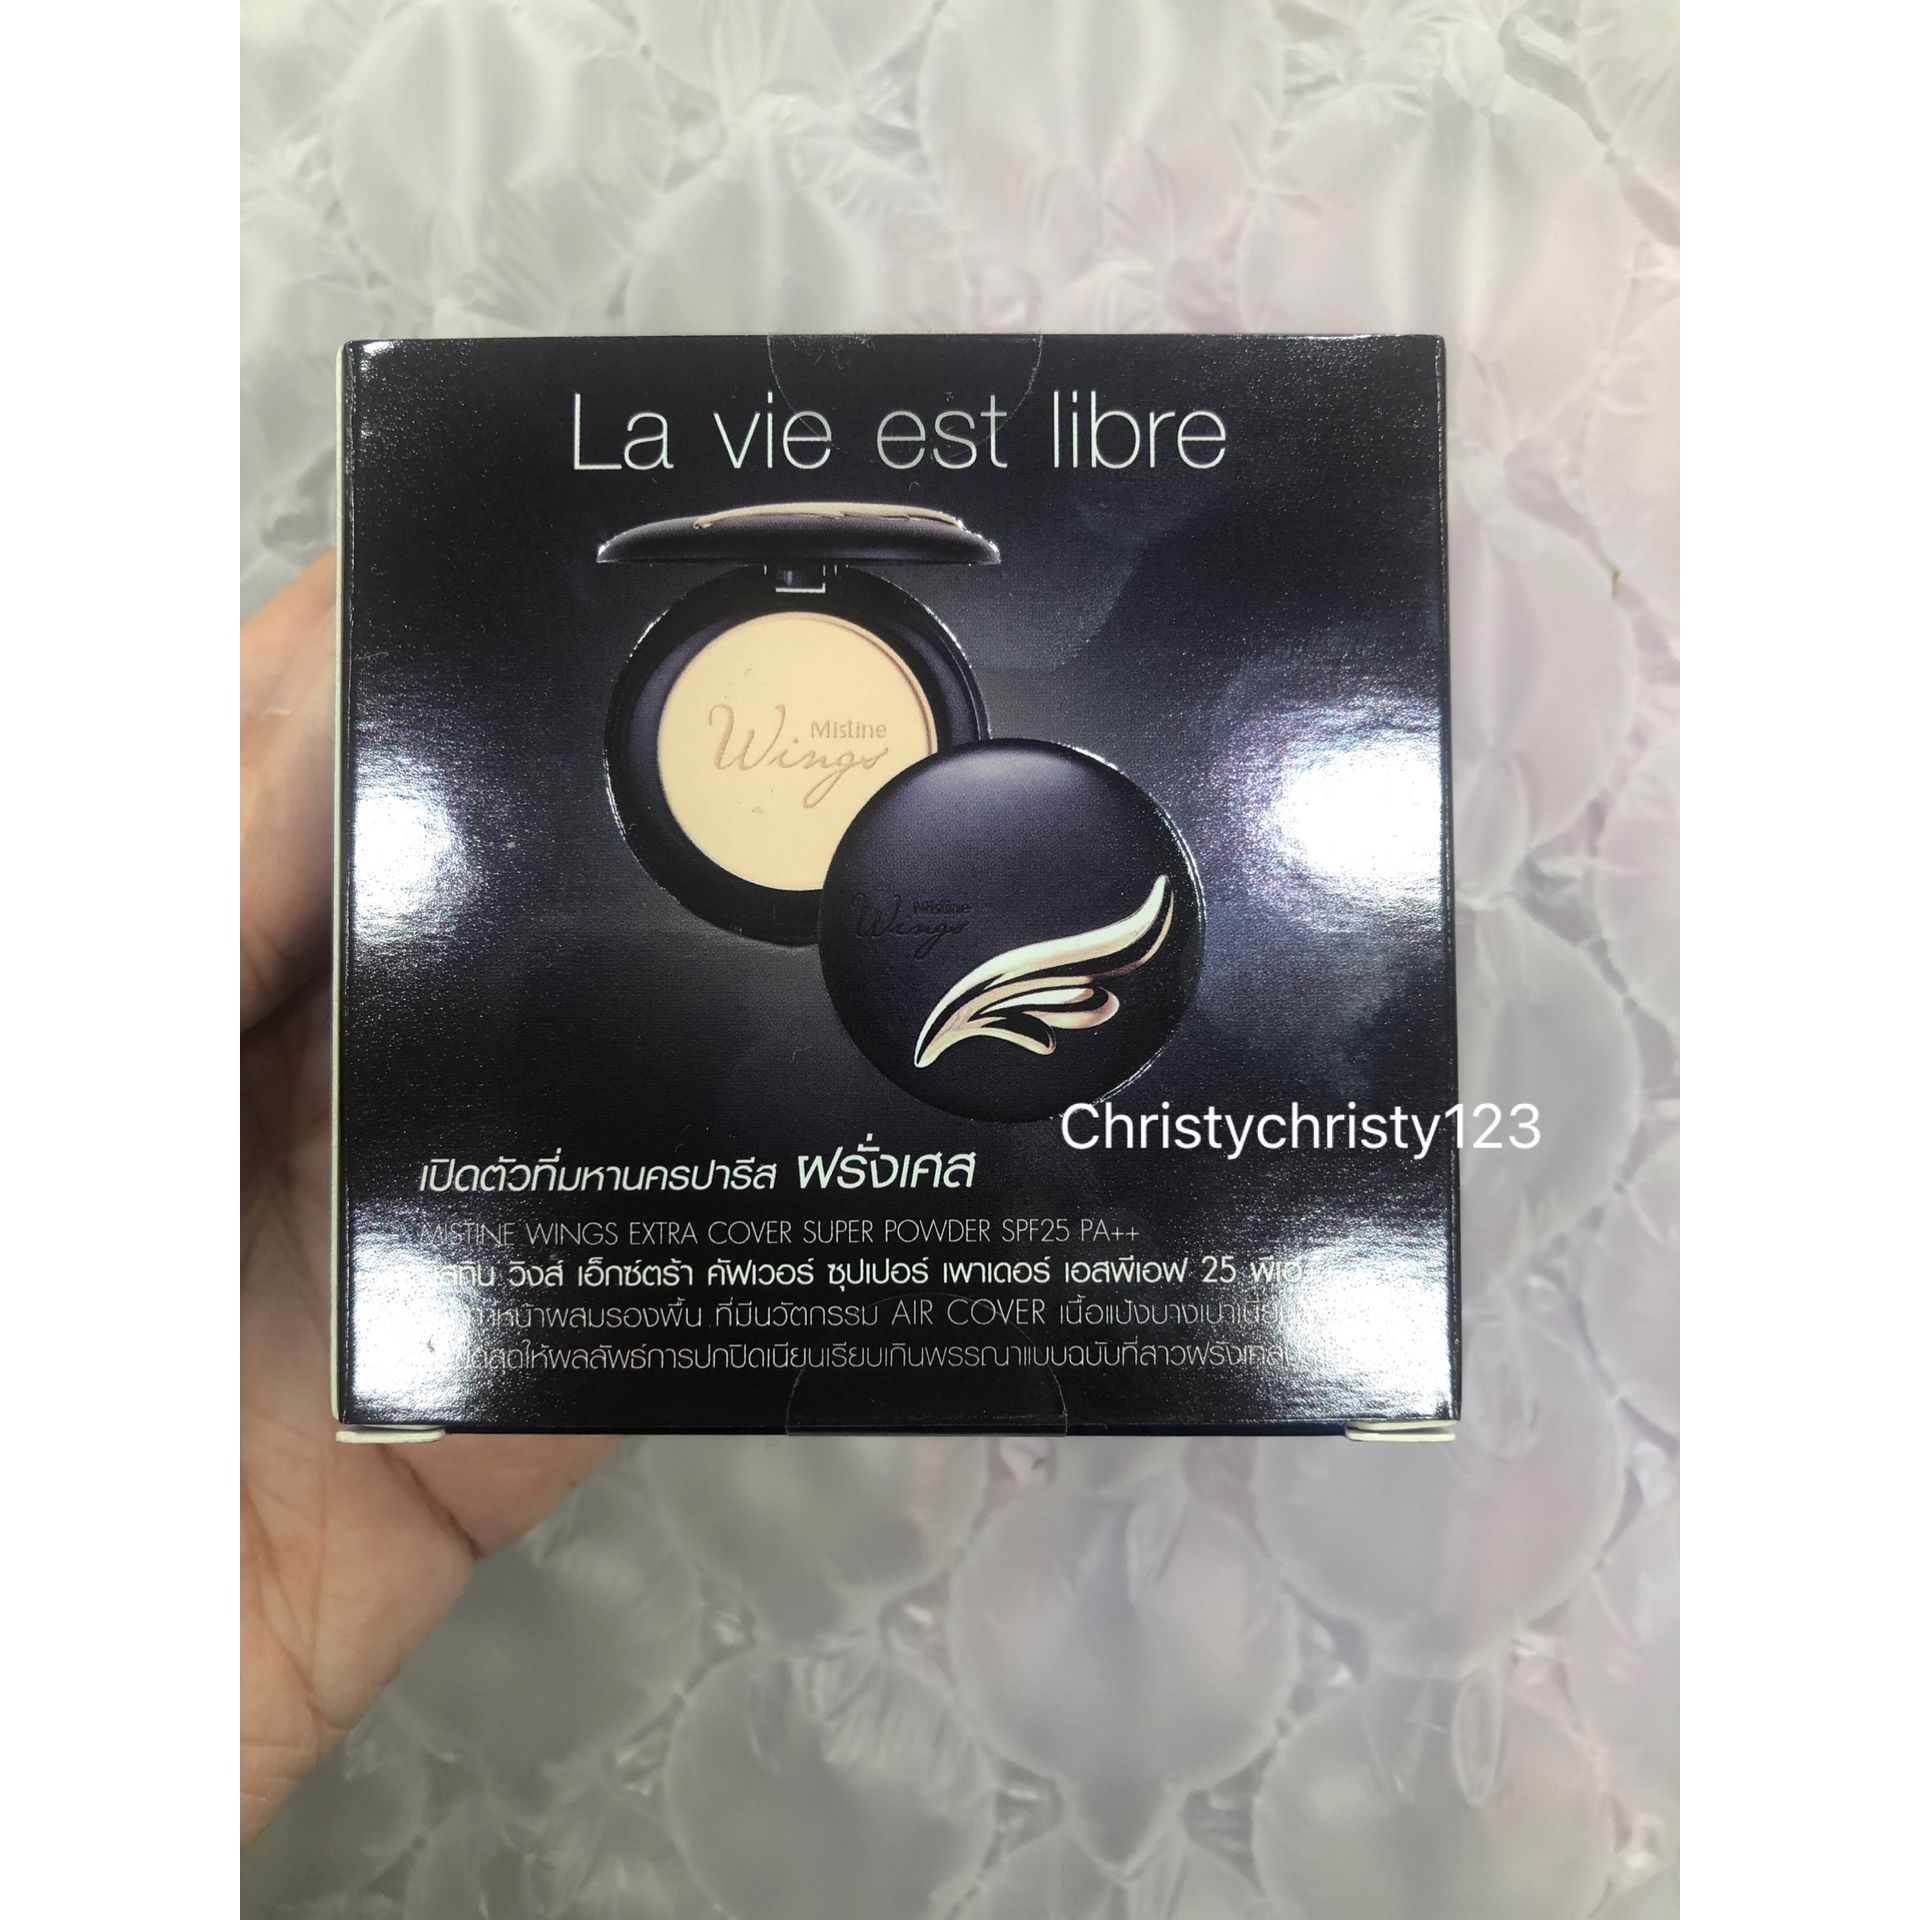 La vie est libre
Mistine
Wings
Mistine
Wings
Christychristy123
เปิดตัวที่มหานครปารีส ฝรั่งเศส
MISTINE WINGS EXTRA COVER SUPER POWDER SPF25 PA++
วิงส์ เอ็กซ์ตร้า คัฟเวอร์ ซุปเปอร์ เพาเดอร์ เอสพีเอฟ 25
ผสมรองพื้น ที่มีนวัตกรรม AIR COVER เนื้อแป้งบางเบา
ให้ผลลัพธ์การปกปิดเนียนเรียบเกินพรรณาแบบฉบับที่สาวฝรั่งเศส